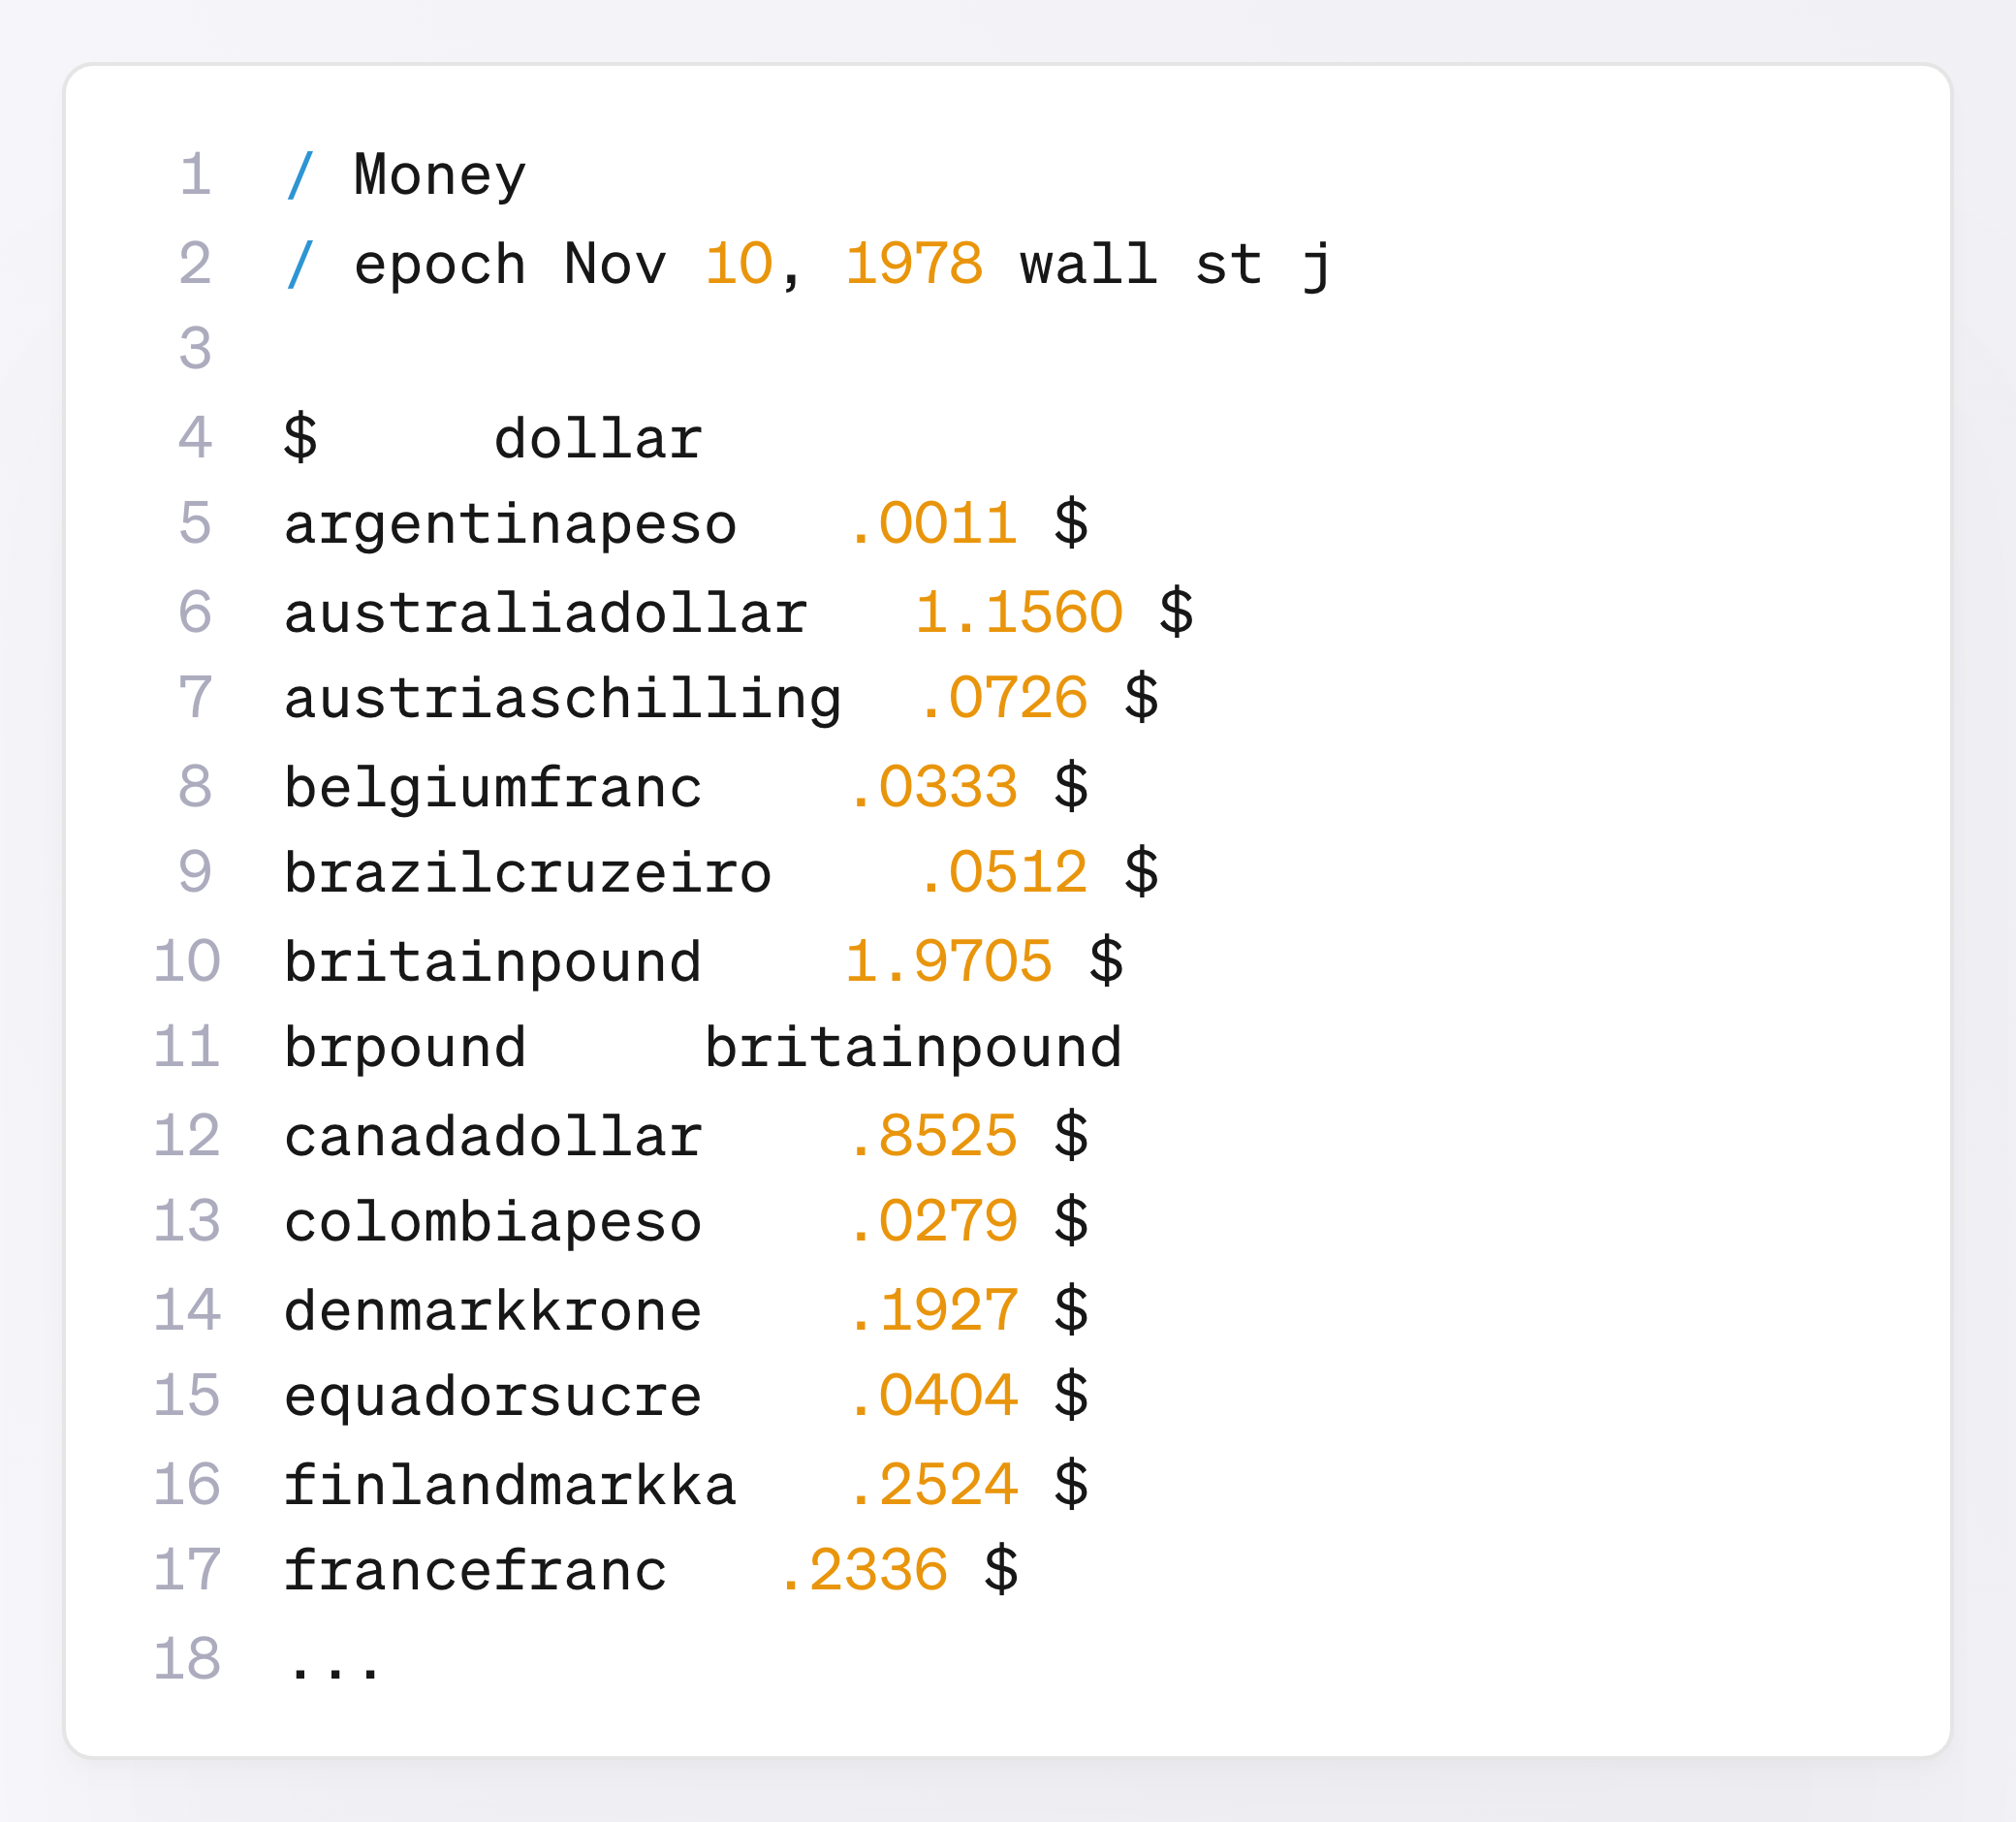 1 / Money
2 / epoch Nov 10, 1978 wall st j
3
4 $     dollar
5 argentinapeso   .0011 $
6 australiadollar   1.1560 $
7 austriaschilling  .0726 $
8 belgiumfranc    .0333 $
9 brazilcruzeiro    .0512 $
10 britainpound    1.9705 $
11 brpound     britainpound
12 canadadollar    .8525 $
13 colombiapeso    .0279 $
14 denmarkkrone    .1927 $
15 equadorsucre    .0404 $
16 finlandmarkka   .2524 $
17 francefranc   .2336 $
18 ...